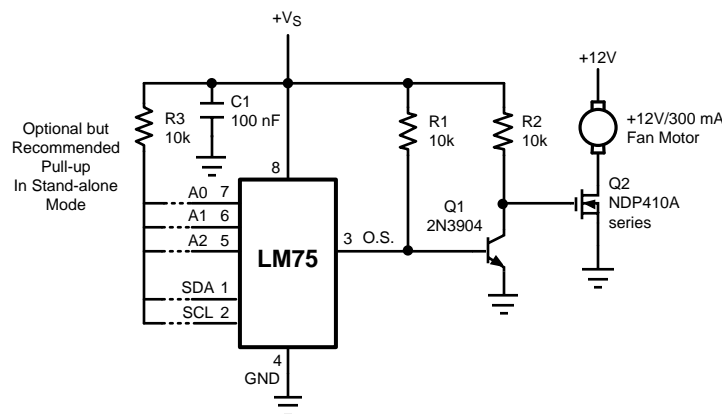 +VS
+12V
C1
100 nF
R3
10k
R1
10k
R2
10k
+12V/300 mA
Fan Motor
Optional but
Recommended
Pull-up
In Stand-alone
Mode
8
Q1
2N3904
Q2
NDP410A
series
A0 7
A1 6
A2 5
3 O.S.
LM75
SDA 1
SCL 2
4
GND